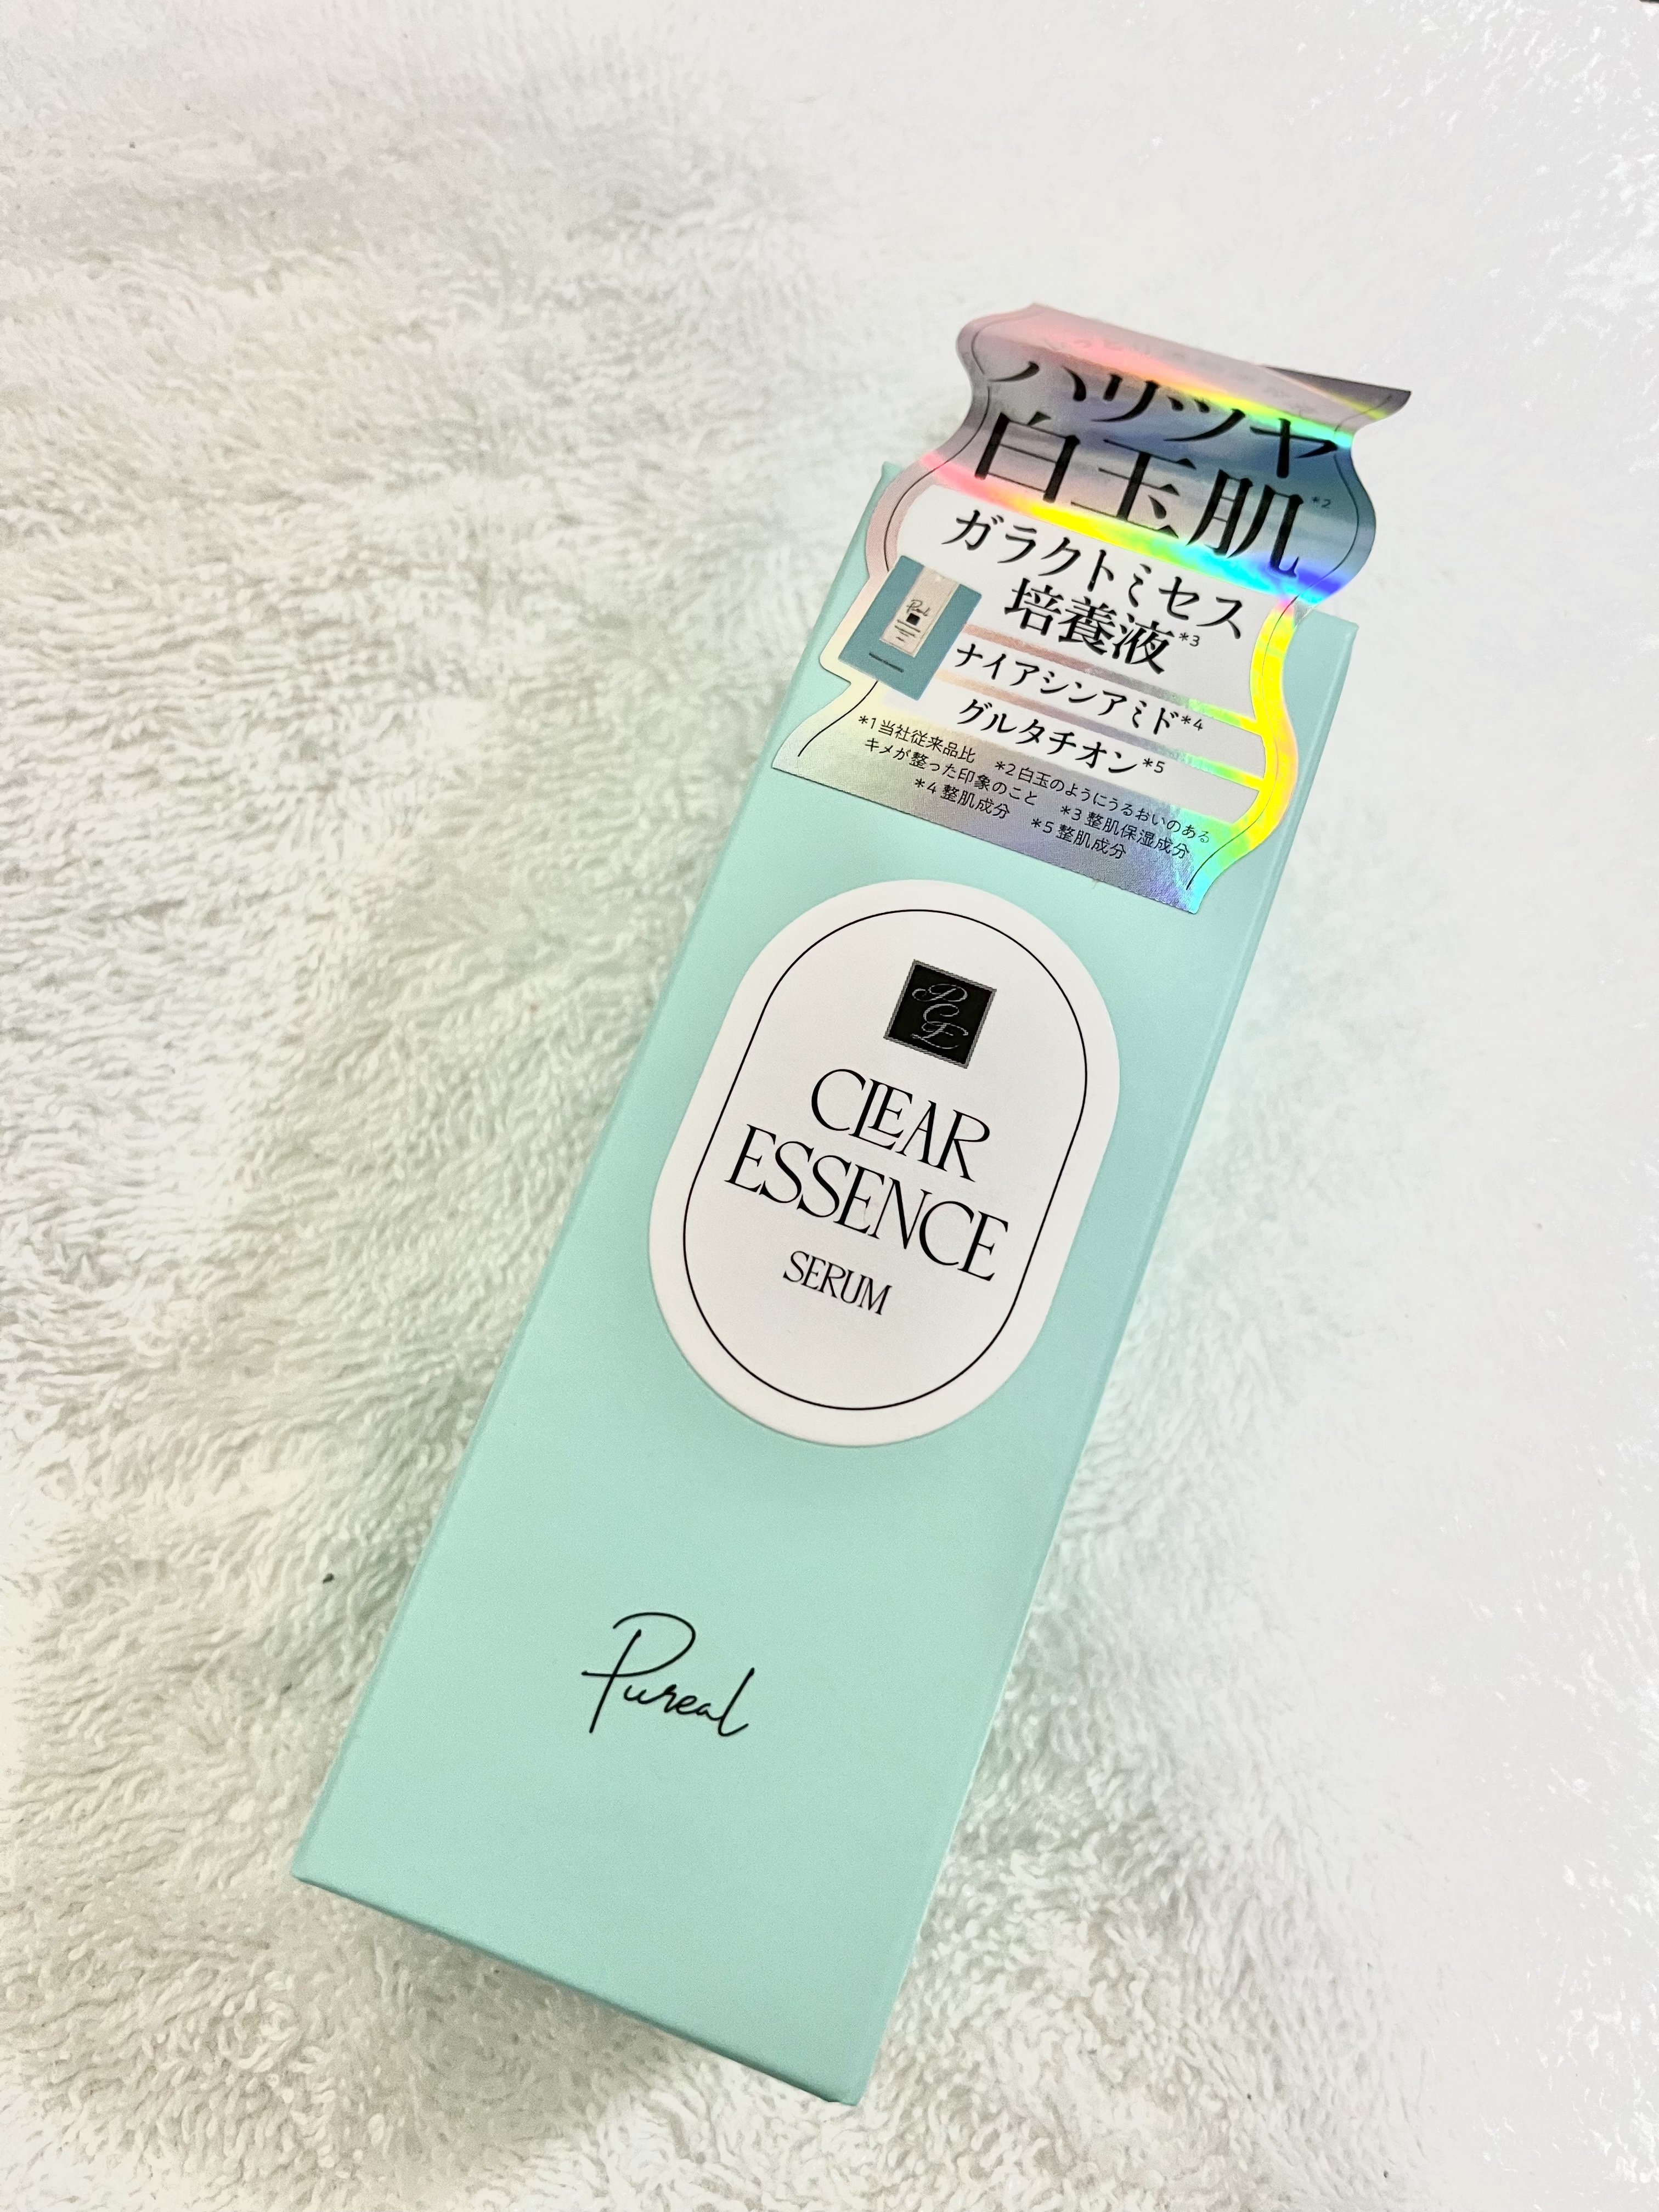 ハリツヤ
白玉肌*2
ガラクトミセス
培養液*3
ナイアシンアミド*4
グルタチオン*5
*1 当社従来品比 *2 白玉のようにうるおいのある
キメが整った印象のこと *3 整肌保湿成分
*4 整肌成分 *5 整肌成分
Pureal
PCE
CLEAR
ESSENCE
SERUM
Pureal